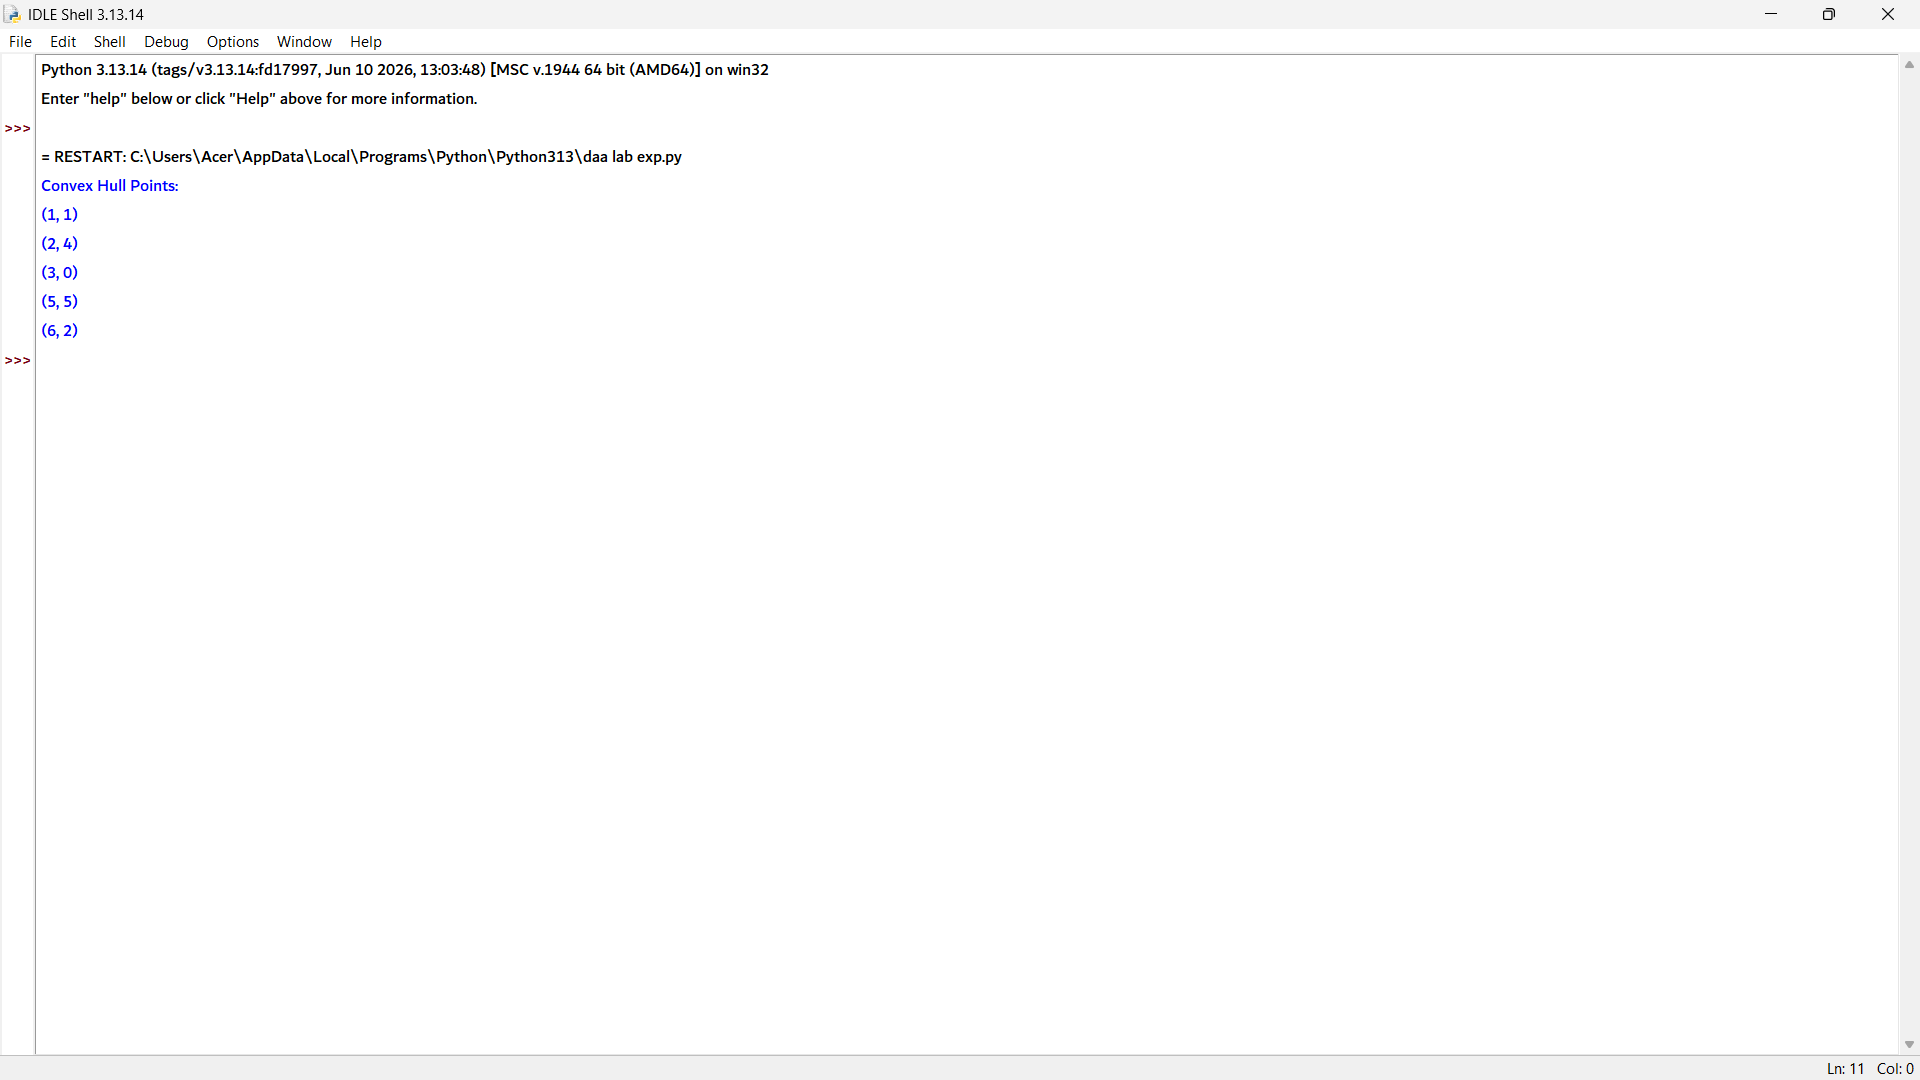 IDLE Shell 3.13.14
File Edit Shell Debug Options Window Help
Python 3.13.14 (tags/v3.13.14:fd17997, Jun 10 2026, 13:03:48) [MSC v.1944 64 bit (AMD64)] on win32
Enter "help" below or click "Help" above for more information.
>>>
= RESTART: C:\Users\Acer\AppData\Local\Programs\Python\Python313\daa lab exp.py
Convex Hull Points:
(1, 1)
(2, 4)
(3, 0)
(5, 5)
(6, 2)
>>>
Ln: 11 Col: 0